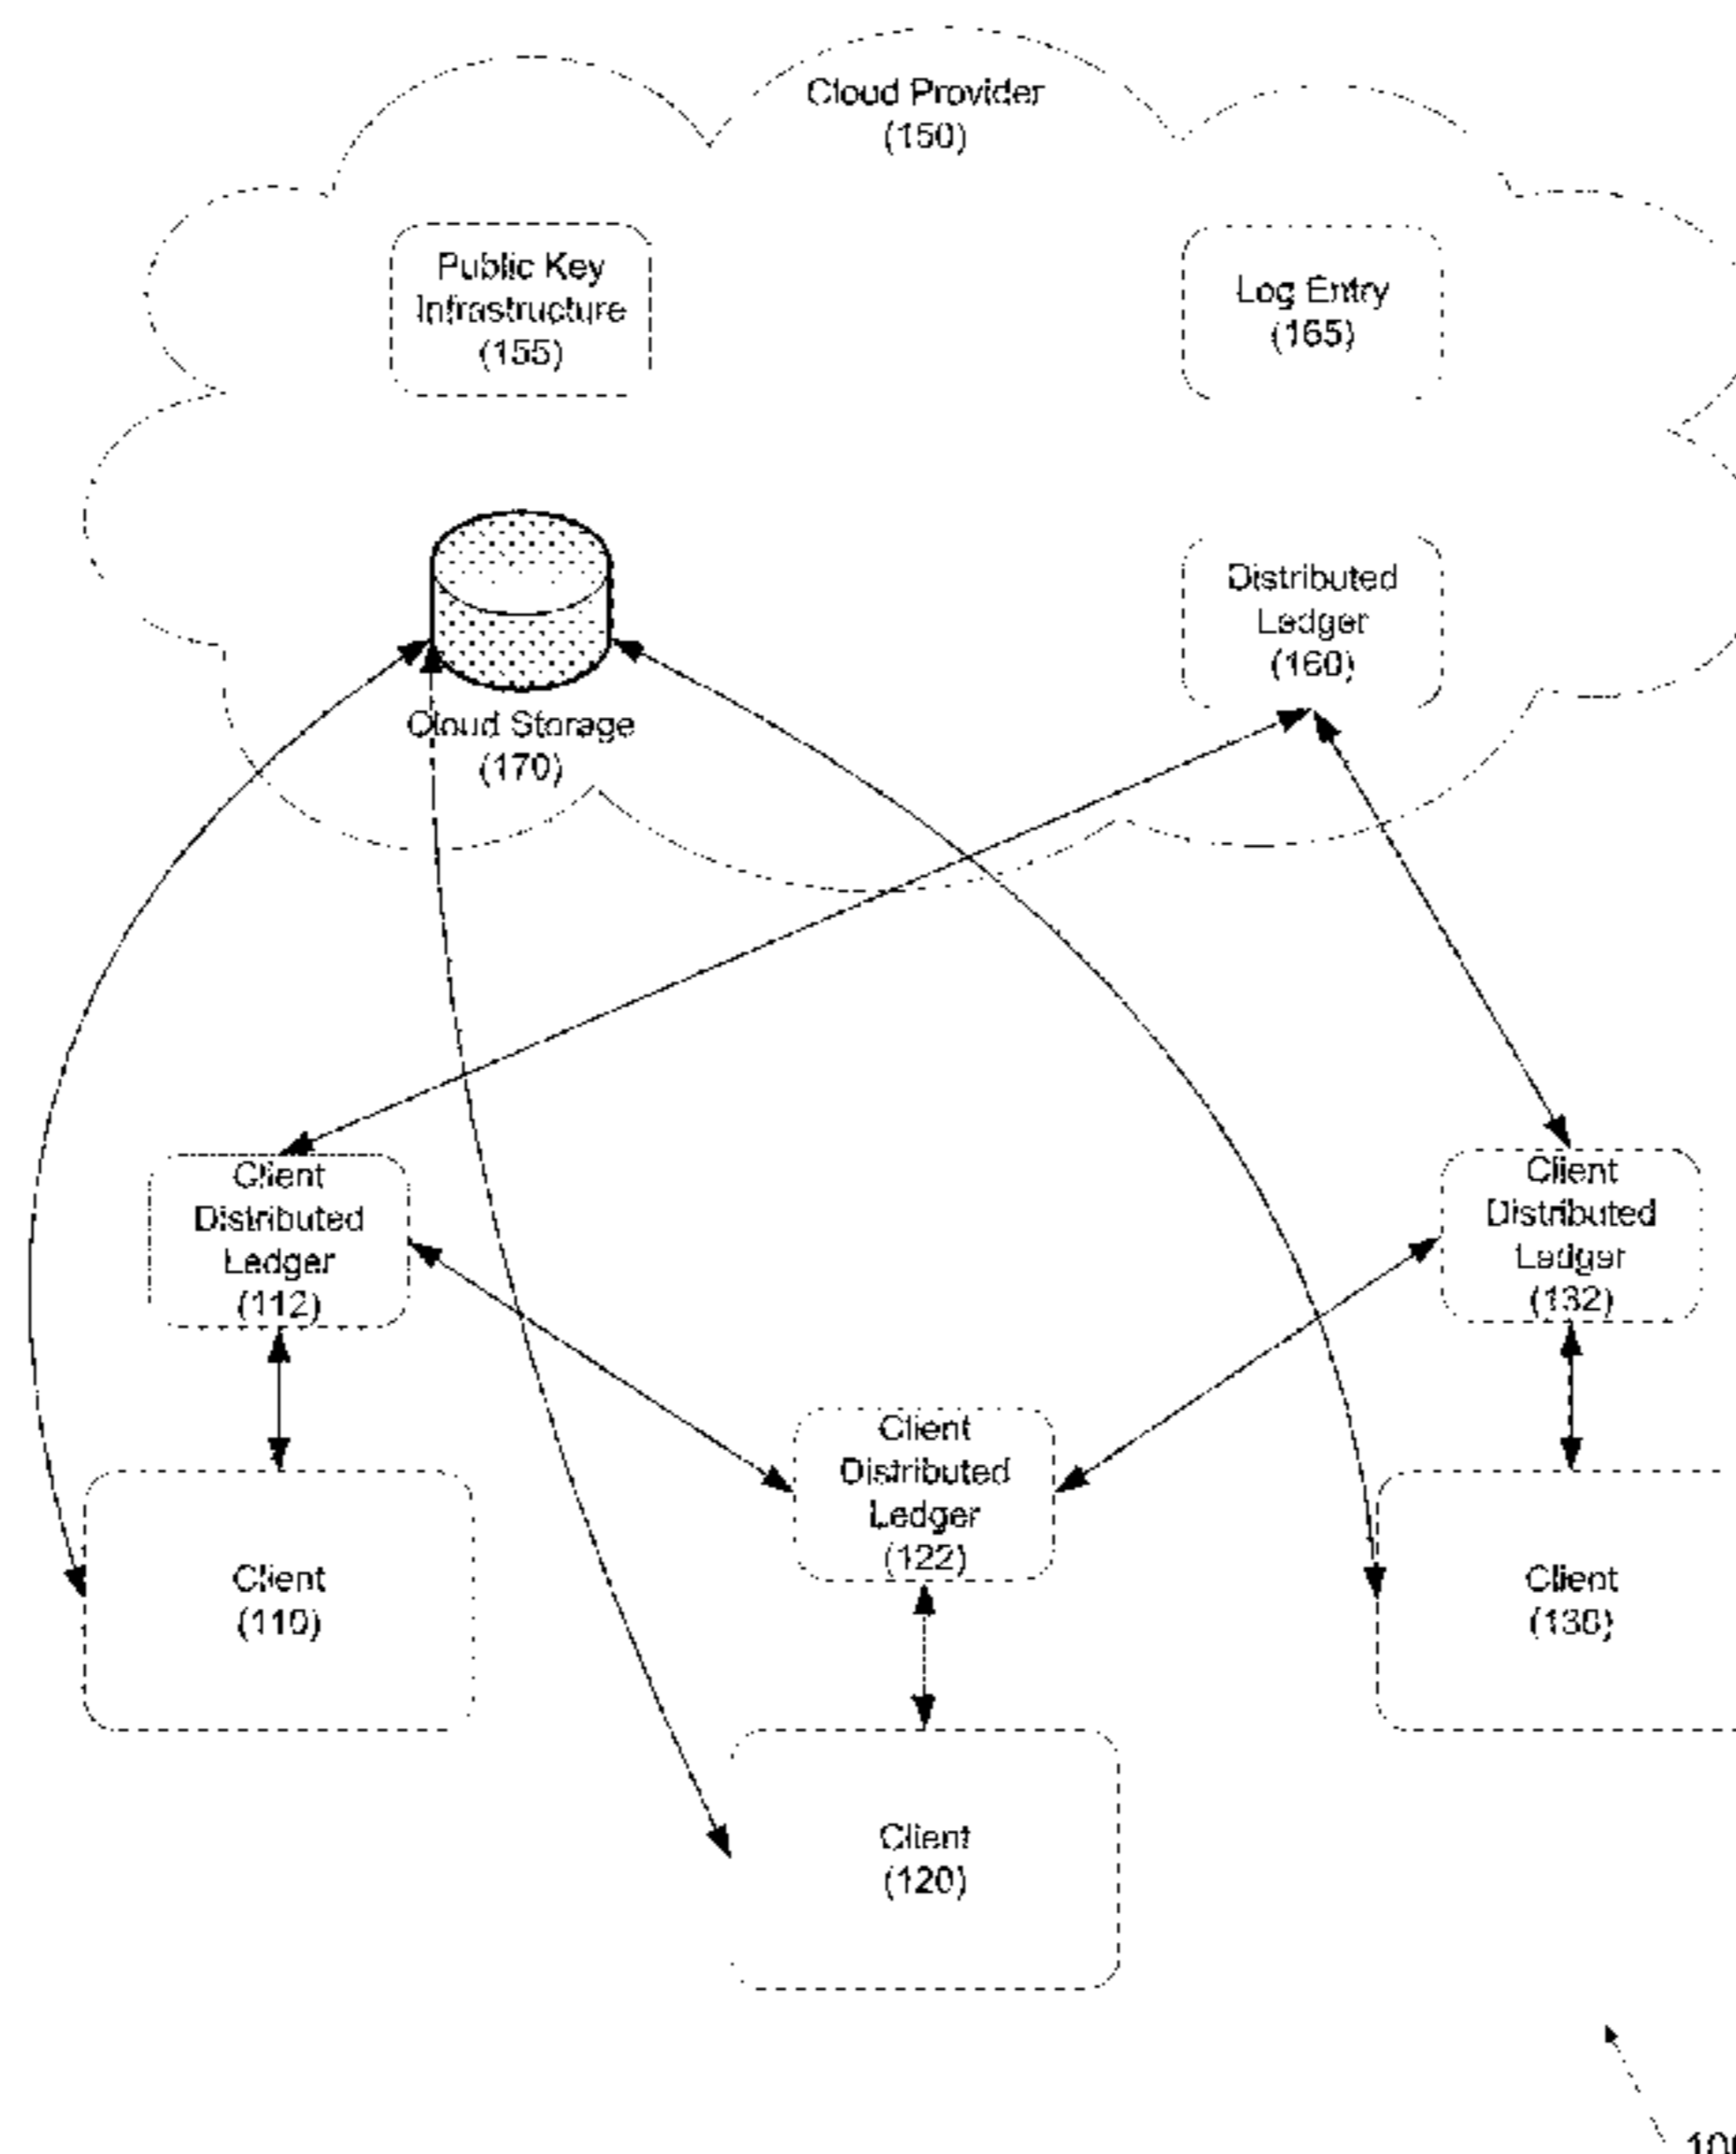 Cloud Provider
(150)
Public Key
Infrastructure
(155)
Log Entry
(165)
Distributed
Ledger
(160)
Cloud Storage
(170)
Client
Distributed
Ledger
(112)
Client
Distributed
Ledger
(132)
Client
Distributed
Ledger
(122)
Client
(110)
Client
(130)
Client
(120)